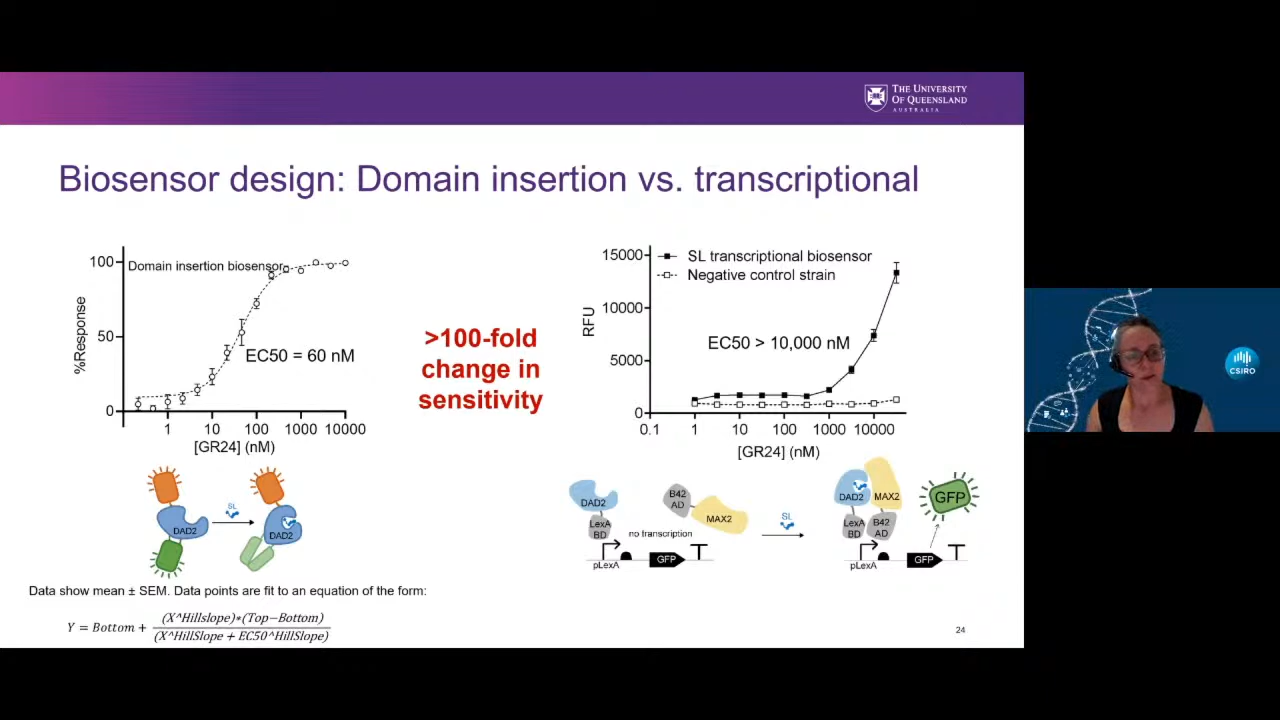 THE UNIVERSITY
OF QUEENSLAND
AUSTRALIA
Biosensor design: Domain insertion vs. transcriptional
100
50
0
%Response
Domain insertion biosensor
EC50 = 60 nM
1 10 100 1000 10000
[GR24] (nM)
>100-fold
change in
sensitivity
15000
10000
5000
0
RFU
SL transcriptional biosensor
Negative control strain
EC50 > 10,000 nM
0.1 1 10 100 1000 10000
[GR24] (nM)
DAD2
SL
DAD2
DAD2
LexA
BD
B42
AD
MAX2
no transcription
pLexA
GFP
SL
DAD2
MAX2
LexA
BD
B42
AD
pLexA
GFP
GFP
Data show mean ± SEM. Data points are fit to an equation of the form:
Y = Bottom + (X^Hillslope)*(Top−Bottom)
(X^HillSlope + EC50^HillSlope)
24
CSIRO